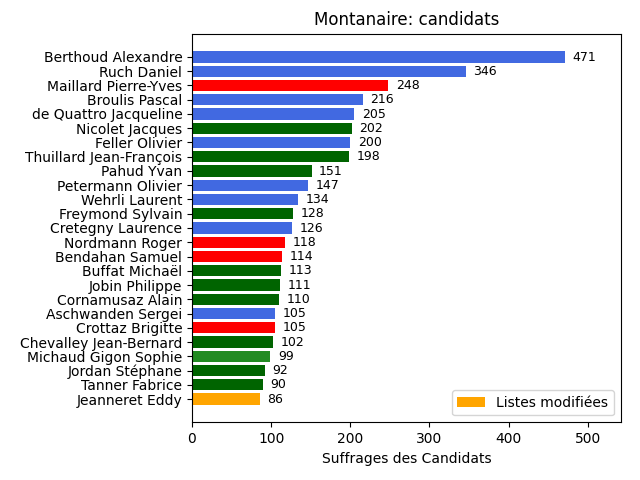 Montanaire: candidats
Berthoud Alexandre 471
Ruch Daniel 346
Maillard Pierre-Yves 248
Broulis Pascal 216
de Quattro Jacqueline 205
Nicolet Jacques 202
Feller Olivier 200
Thuillard Jean-François 198
Pahud Yvan 151
Petermann Olivier 147
Wehrli Laurent 134
Freymond Sylvain 128
Cretegny Laurence 126
Nordmann Roger 118
Bendahan Samuel 114
Buffat Michaël 113
Jobin Philippe 111
Cornamusaz Alain 110
Aschwanden Sergei 105
Crottaz Brigitte 105
Chevalley Jean-Bernard 102
Michaud Gigon Sophie 99
Jordan Stéphane 92
Tanner Fabrice 90
Jeanneret Eddy 86
Listes modifiées
0 100 200 300 400 500
Suffrages des Candidats